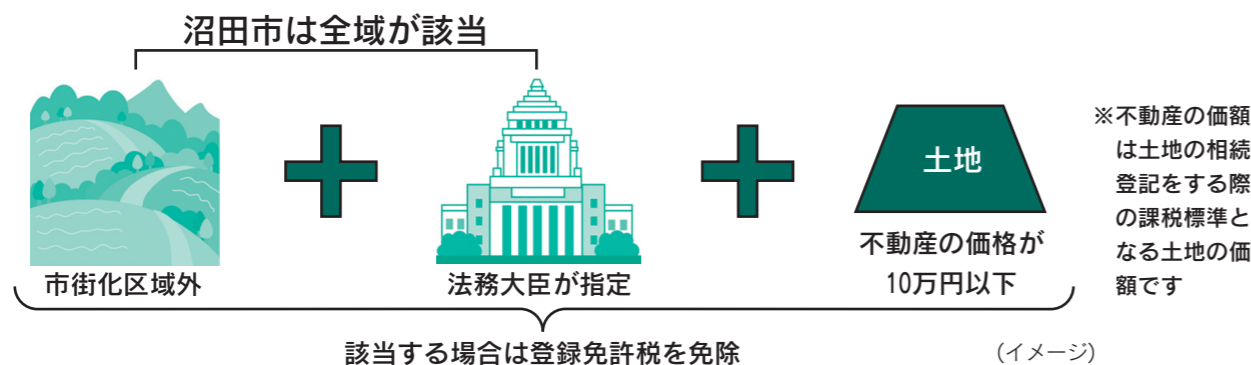 沼田市は全域が該当
市街化区域外
法務大臣が指定
土地
不動産の価格が
10万円以下
※不動産の価額
は土地の相続
登記をする際
の課税標準と
なる土地の価
額です
該当する場合は登録免許税を免除
(イメージ)